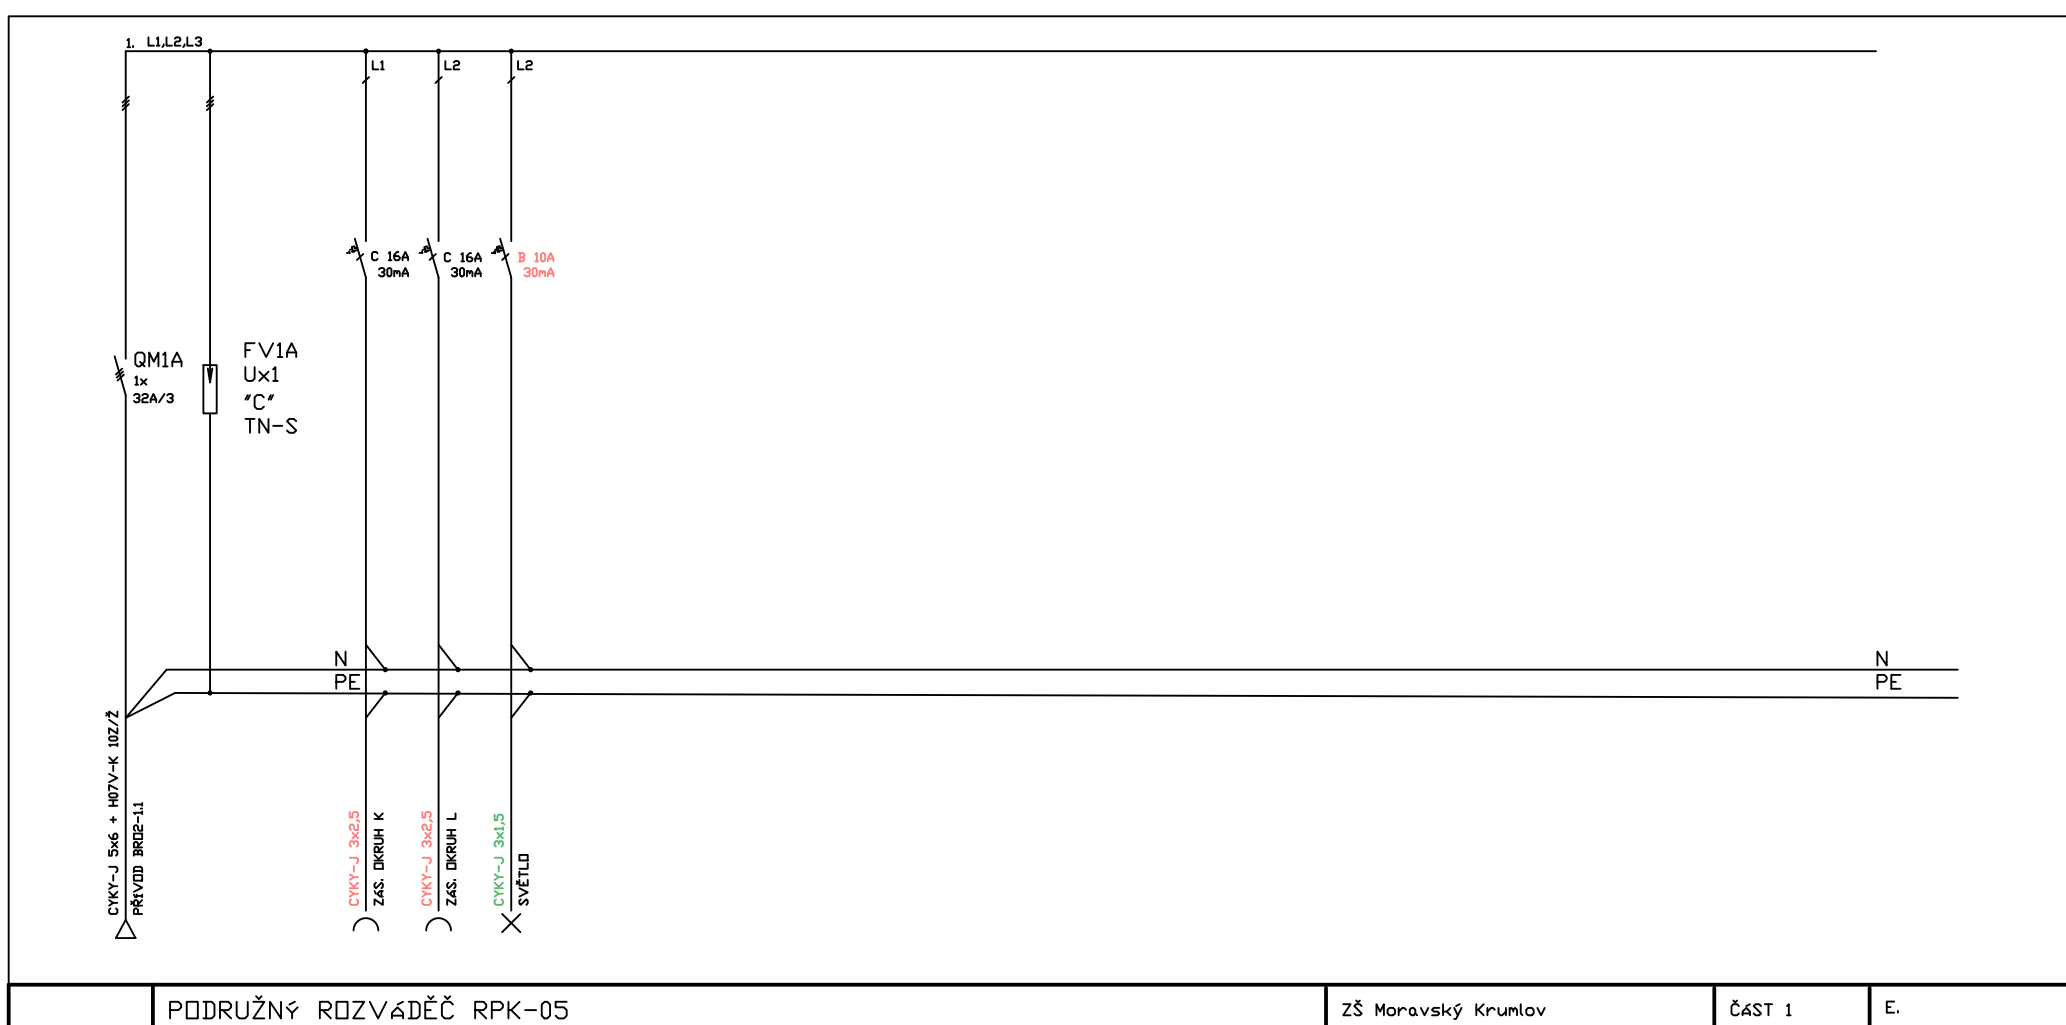 1. L1,L2,L3
L1
L2
L2
C 16A
30mA
C 16A
30mA
B 10A
30mA
QM1A
1x
32A/3
FV1A
Ux1
"C"
TN-S
N
PE
N
PE
CYKY-J 5x6 + H07V-K 10Z/Ž
PŘÍVOD BR02-1.1
CYKY-J 3x2,5
ZÁS. OKRUH K
CYKY-J 3x2,5
ZÁS. OKRUH L
CYKY-J 3x1,5
SVĚTLO
PODRUŽNÝ ROZVÁDĚČ RPK-05
ZŠ Moravský Krumlov
ČÁST 1
E.